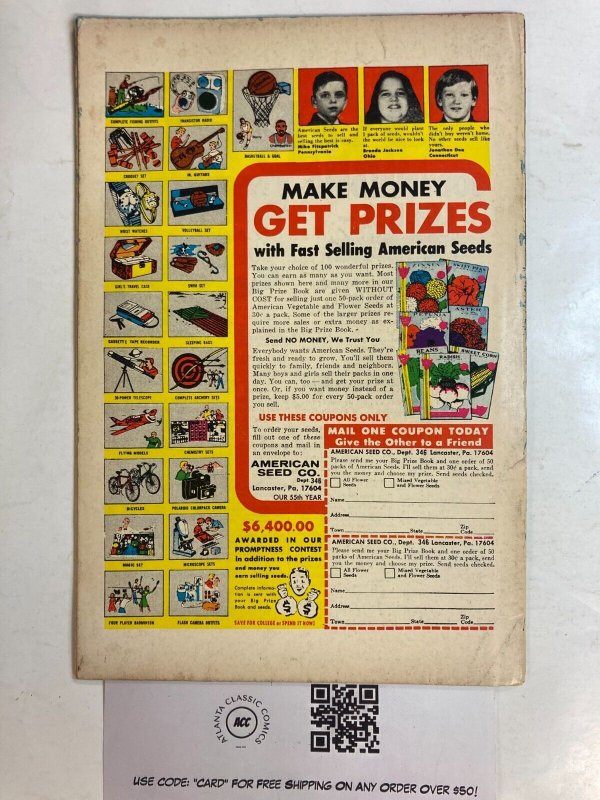 COMPLETE FISHING OUTFITS
TRANSISTOR RADIO
BASKETBALL & GOAL
CROQUET SET
JR. GUITARS
WRIST WATCHES
VOLLEYBALL SET
GIRL'S TRAVEL CASE
SWIM SET
CASSETTE TAPE RECORDER
SLEEPING BAGS
30-POWER TELESCOPE
COMPLETE ARCHERY SETS
FLYING MODELS
CHEMISTRY SETS
BICYCLES
POLAROID COLORPACK CAMERA
MAGIC SET
MICROSCOPE SETS
FOUR PLAYER BADMINTON
FLASH CAMERA OUTFITS
American Seeds are the
best seeds to sell and
selling the best is easy.
Mike Fitzpatrick
Pennsylvania
If everyone would plant
1 pack of seeds, wouldn't
the world be nice to look
at.
Brenda Jackson
Ohio
The only people who
didn't buy weren't home.
No other seeds sell like
yours.
Jonathan Dee
Connecticut
MAKE MONEY
GET PRIZES
with Fast Selling American Seeds
Take your choice of 100 wonderful prizes.
You can earn as many as you want. Most
prizes shown here and many more in our
Big Prize Book are given WITHOUT
COST for selling just one 50-pack order of
American Vegetable and Flower Seeds at
30¢ a pack. Some of the larger prizes re-
quire more sales or extra money as ex-
plained in the Big Prize Book.
Send NO MONEY, We Trust You
Everybody wants American Seeds. They're
fresh and ready to grow. You'll sell them
quickly to family, friends and neighbors.
Many boys and girls sell their packs in one
day. You can, too — and get your prize at
once. Or, if you want money instead of a
prize, keep $5.00 for every 50-pack order
you sell.
ZINNIA
SWEET PEAS
PETUNIA
ASTER
BEANS
RADISH
SWEET CORN
USE THESE COUPONS ONLY
To order your seeds,
fill out one of these
coupons and mail in
an envelope to:
AMERICAN
SEED CO.
Dept 346
Lancaster, Pa. 17604
OUR 55th YEAR
MAIL ONE COUPON TODAY
Give the Other to a Friend
AMERICAN SEED CO., Dept. 346 Lancaster, Pa. 17604
Please send me your Big Prize Book and one order of 50
packs of American Seeds. I'll sell them at 30¢ a pack, send
you the money and choose my prize. Send seeds checked.
All Flower
Seeds
Mixed Vegetable
and Flower Seeds
Name
Address
Town State Zip Code
AMERICAN SEED CO., Dept. 346 Lancaster, Pa. 17604
Please send me your Big Prize Book and one order of 50
packs of American Seeds. I'll sell them at 30¢ a pack, send
you the money and choose my prize. Send seeds checked.
All Flower
Seeds
Mixed Vegetable
and Flower Seeds
Name
Address
Town State Zip Code
$6,400.00
AWARDED IN OUR
PROMPTNESS CONTEST
in addition to the prizes
and money you
earn selling seeds.
Complete informa-
tion is sent with
your Big Prize
Book and seeds.
SAVE FOR COLLEGE or SPEND IT NOW!
ATLANTA CLASSIC COMICS
ACC
USE CODE: "CARD" FOR FREE SHIPPING ON ANY ORDER OVER $50!